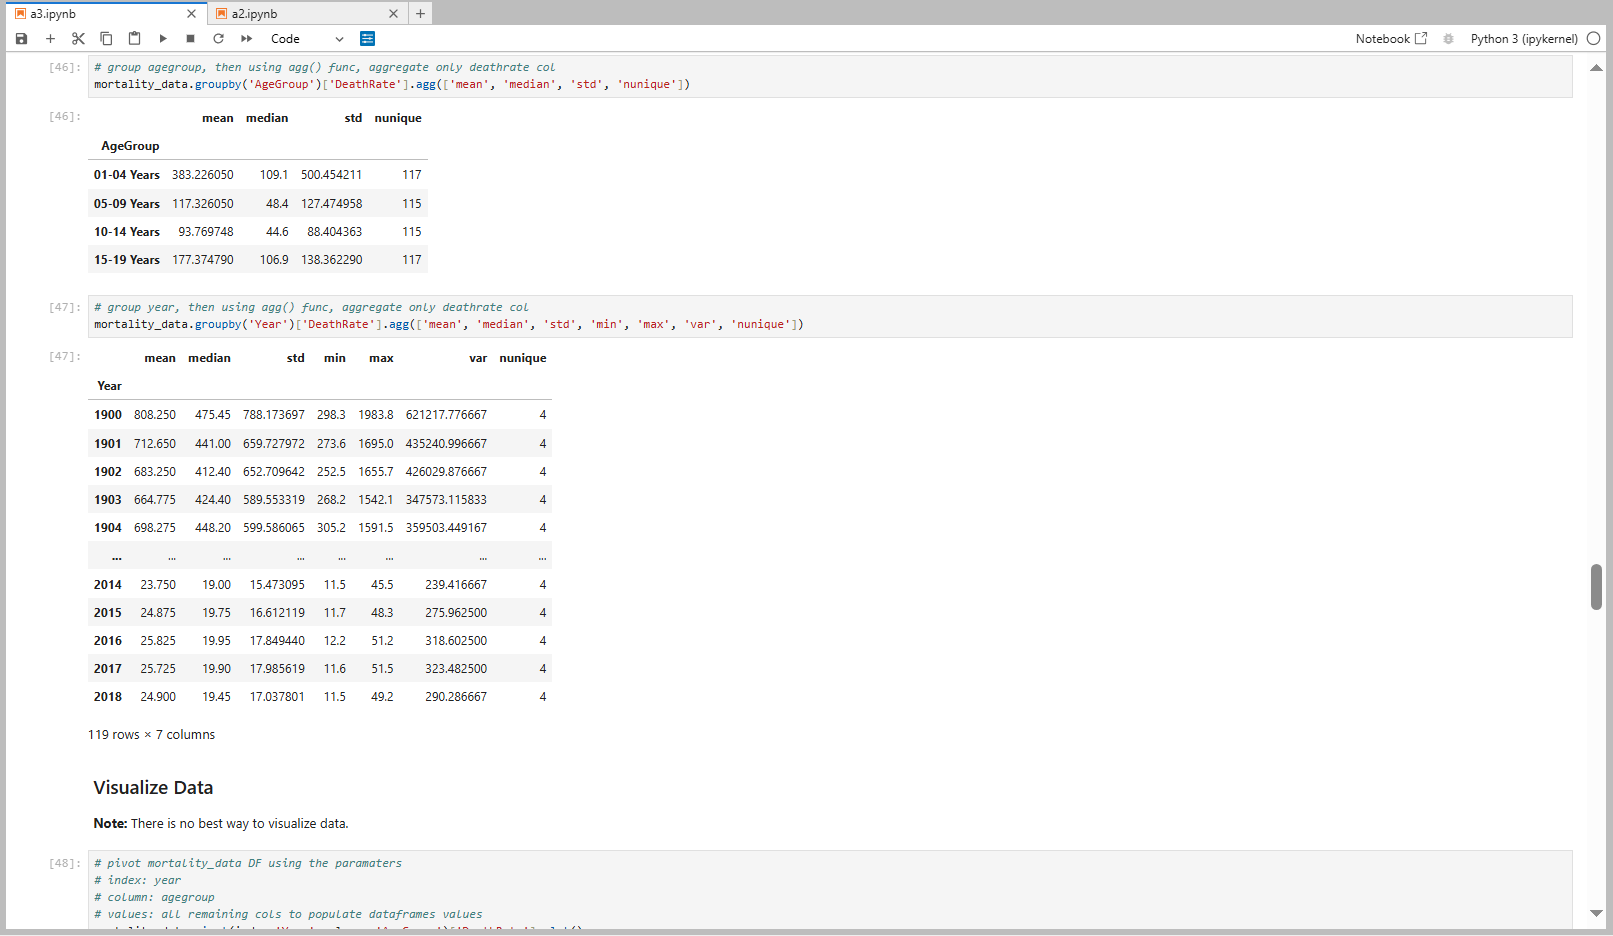 a3.ipynb
a2.ipynb
Code
Notebook
Python 3 (ipykernel)
[46]: # group agegroup, then using agg() func, aggregate only deathrate col
mortality_data.groupby('AgeGroup')['DeathRate'].agg(['mean', 'median', 'std', 'nunique'])
[46]: mean median std nunique
AgeGroup
01-04 Years 383.226050 109.1 500.454211 117
05-09 Years 117.326050 48.4 127.474958 115
10-14 Years 93.769748 44.6 88.404363 115
15-19 Years 177.374790 106.9 138.362290 117
[47]: # group year, then using agg() func, aggregate only deathrate col
mortality_data.groupby('Year')['DeathRate'].agg(['mean', 'median', 'std', 'min', 'max', 'var', 'nunique'])
[47]: mean median std min max var nunique
Year
1900 808.250 475.45 788.173697 298.3 1983.8 621217.776667 4
1901 712.650 441.00 659.727972 273.6 1695.0 435240.996667 4
1902 683.250 412.40 652.709642 252.5 1655.7 426029.876667 4
1903 664.775 424.40 589.553319 268.2 1542.1 347573.115833 4
1904 698.275 448.20 599.586065 305.2 1591.5 359503.449167 4
... ... ... ... ... ... ... ...
2014 23.750 19.00 15.473095 11.5 45.5 239.416667 4
2015 24.875 19.75 16.612119 11.7 48.3 275.962500 4
2016 25.825 19.95 17.849440 12.2 51.2 318.602500 4
2017 25.725 19.90 17.985619 11.6 51.5 323.482500 4
2018 24.900 19.45 17.037801 11.5 49.2 290.286667 4
119 rows × 7 columns
Visualize Data
Note: There is no best way to visualize data.
[48]: # pivot mortality_data DF using the paramaters
# index: year
# column: agegroup
# values: all remaining cols to populate dataframes values